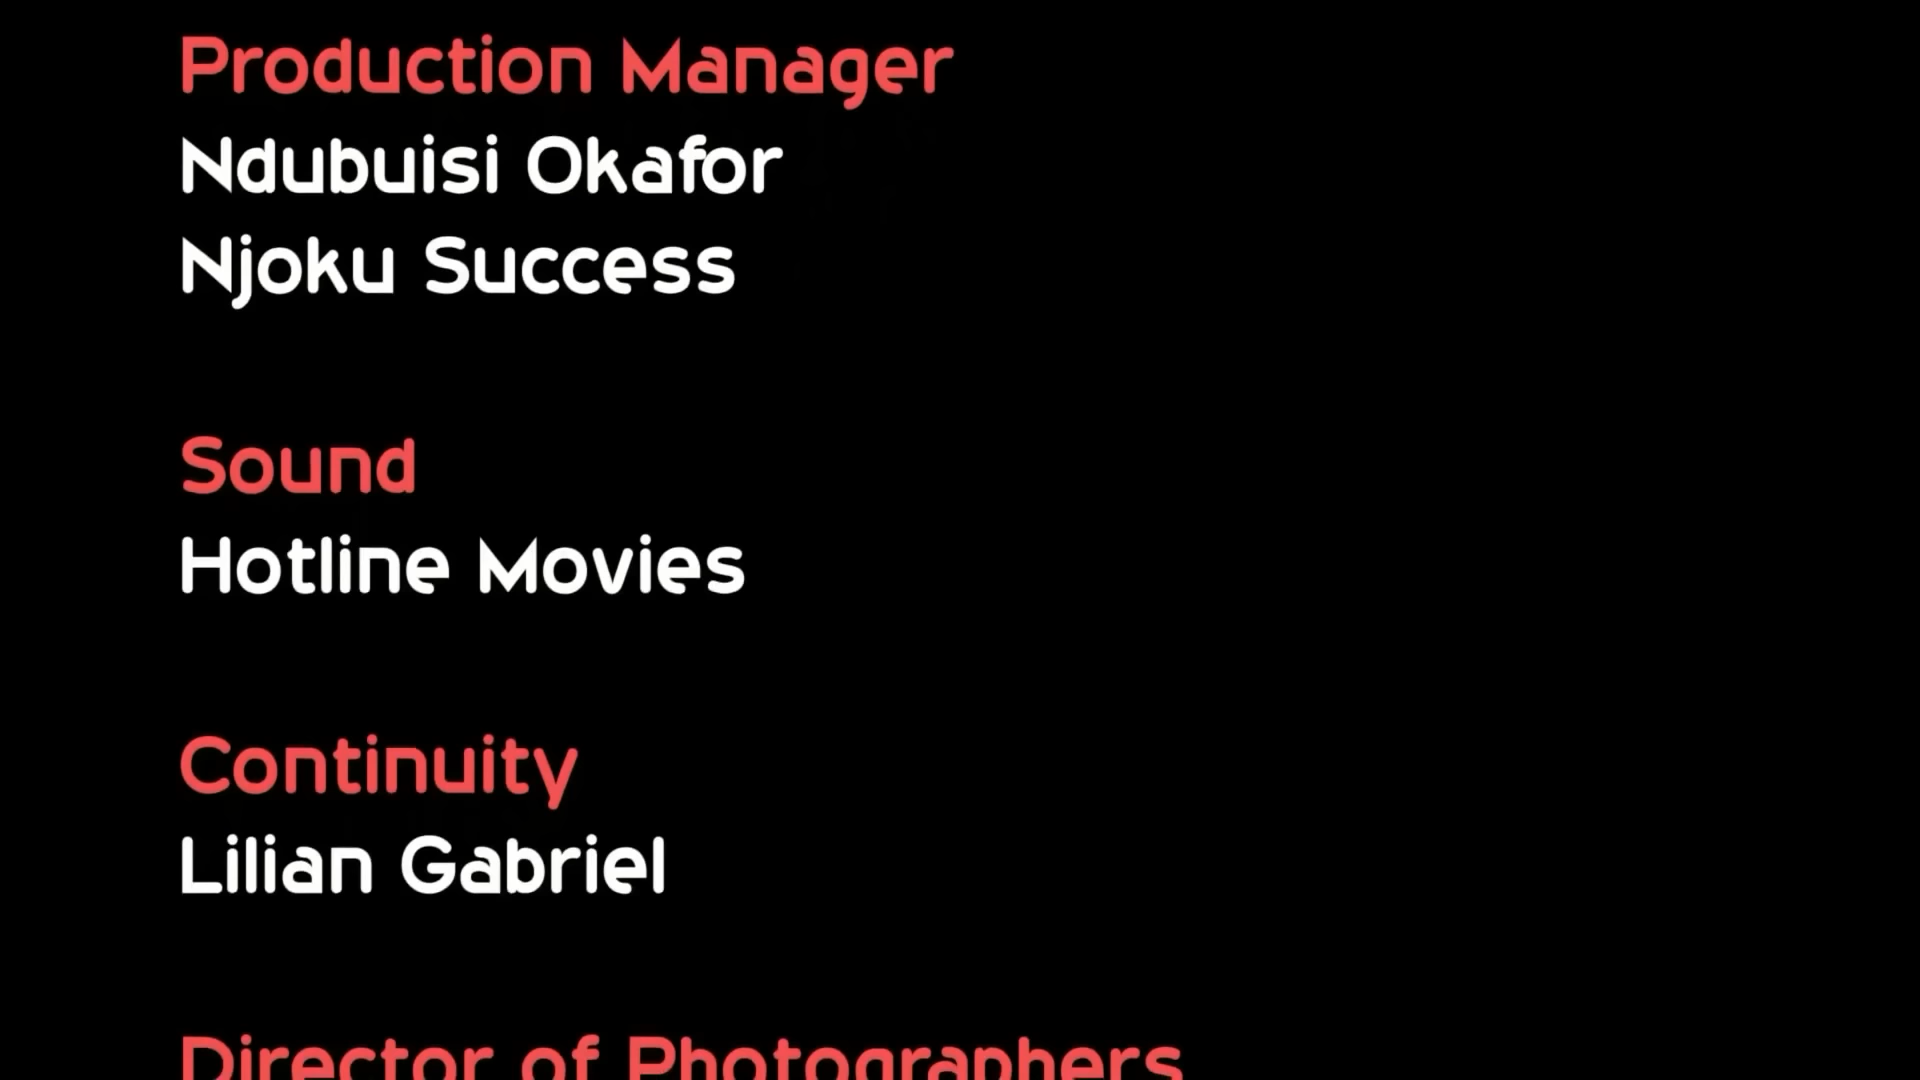 Production Manager
Ndubuisi Okafor
Njoku Success
Sound
Hotline Movies
Continuity
Lilian Gabriel
Director of Photographers